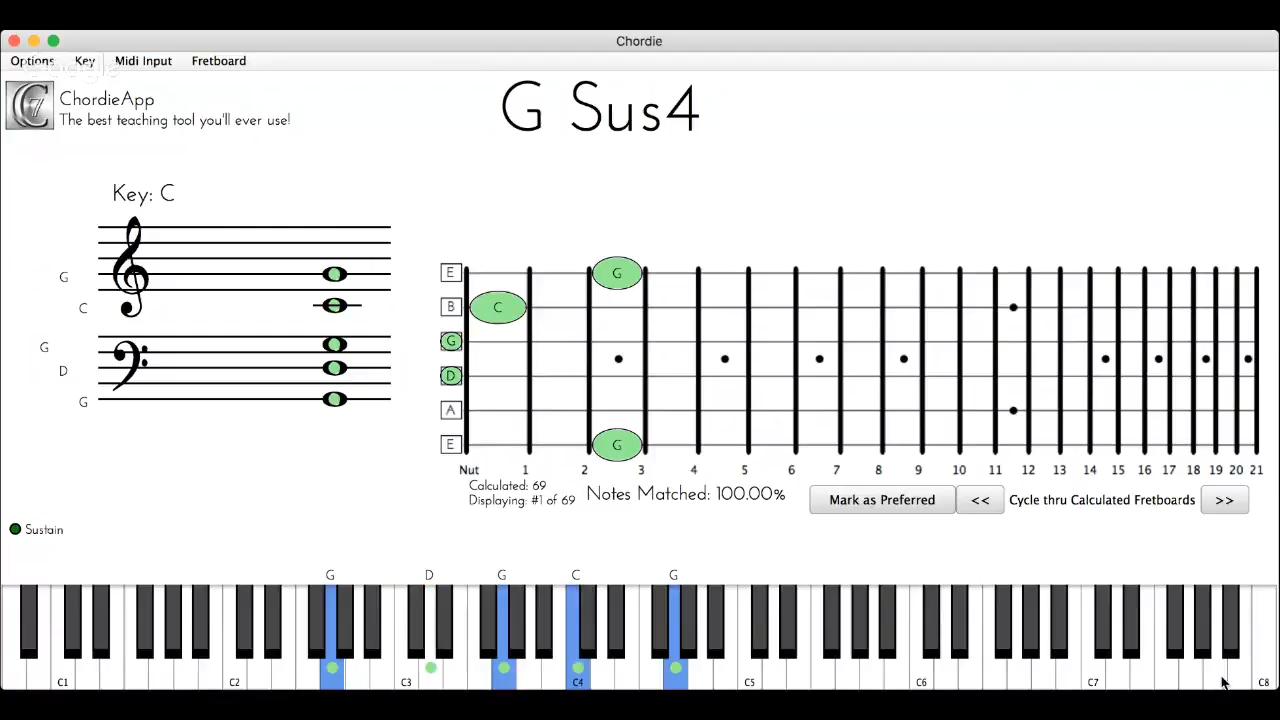 Chordie
Options Key Midi Input Fretboard
C7
ChordieApp
The best teaching tool you'll ever use!
G Sus4
Key: C
G
C
G
D
G
E G
B C
G
D
A
E G
Nut 1 2 3 4 5 6 7 8 9 10 11 12 13 14 15 16 17 18 19 20 21
Calculated: 69
Displaying: #1 of 69
Notes Matched: 100.00%
Mark as Preferred << Cycle thru Calculated Fretboards >>
Sustain
G D G C G
C1 C2 C3 C4 C5 C6 C7 C8